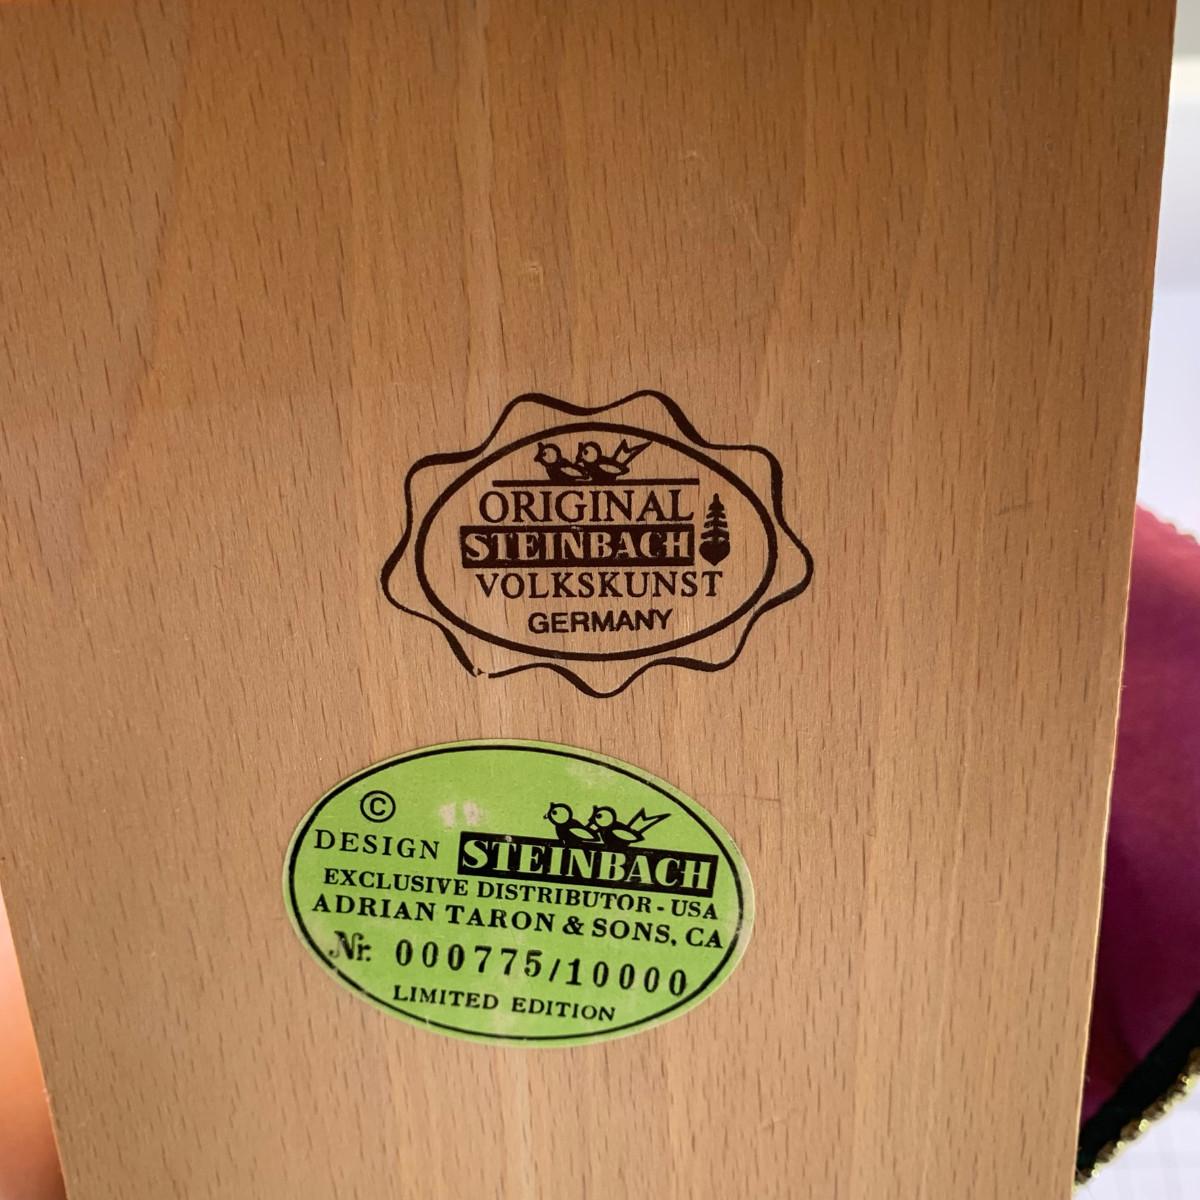 ORIGINAL
STEINBACH
VOLKSKUNST
GERMANY
©
DESIGN STEINBACH
EXCLUSIVE DISTRIBUTOR - USA
ADRIAN TARON & SONS, CA
Nr. 000775/10000
LIMITED EDITION